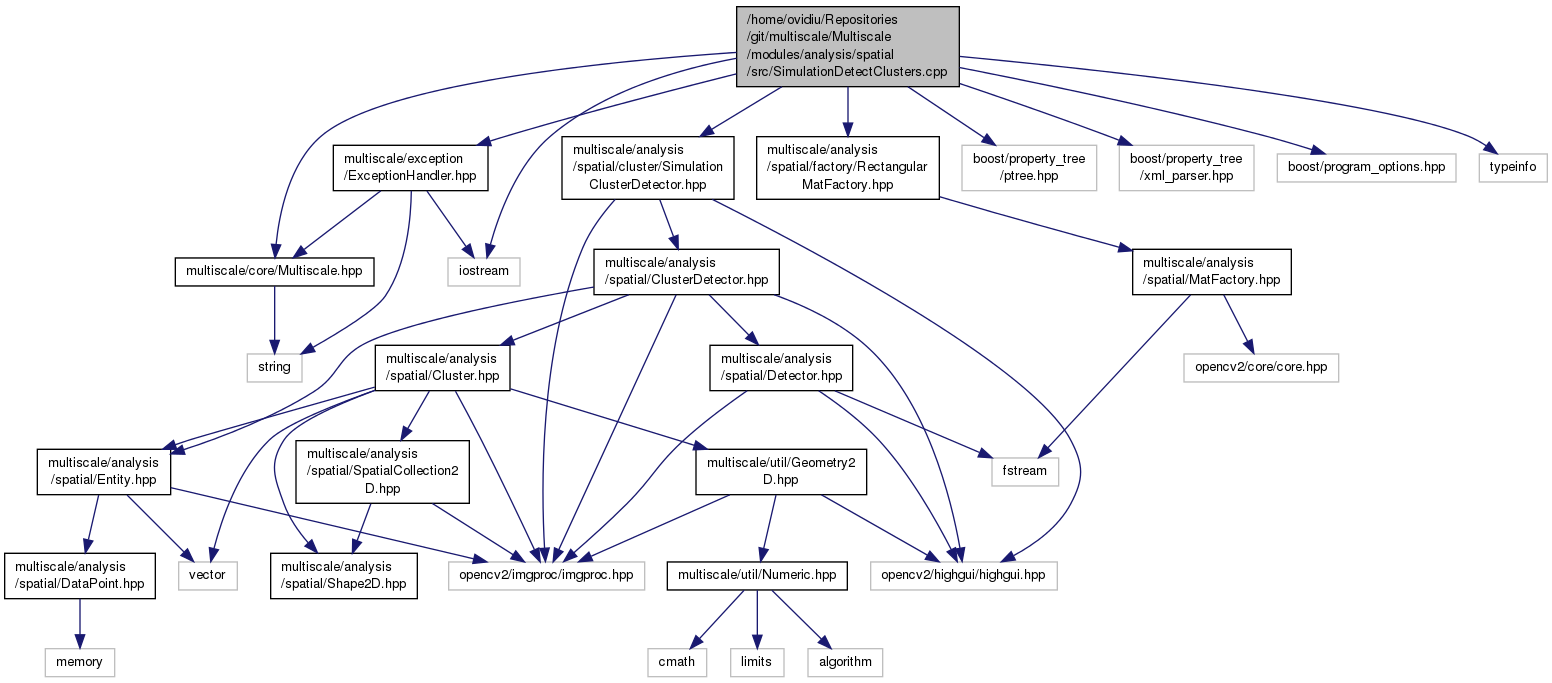 /home/ovidiu/Repositories
/git/multiscale/Multiscale
/modules/analysis/spatial
/src/SimulationDetectClusters.cpp
multiscale/exception
/ExceptionHandler.hpp
multiscale/analysis
/spatial/cluster/Simulation
ClusterDetector.hpp
multiscale/analysis
/spatial/factory/Rectangular
MatFactory.hpp
boost/property_tree
/ptree.hpp
boost/property_tree
/xml_parser.hpp
boost/program_options.hpp
typeinfo
multiscale/core/Multiscale.hpp
iostream
multiscale/analysis
/spatial/ClusterDetector.hpp
multiscale/analysis
/spatial/MatFactory.hpp
string
multiscale/analysis
/spatial/Cluster.hpp
multiscale/analysis
/spatial/Detector.hpp
opencv2/core/core.hpp
multiscale/analysis
/spatial/Entity.hpp
multiscale/analysis
/spatial/SpatialCollection2
D.hpp
multiscale/util/Geometry2
D.hpp
fstream
multiscale/analysis
/spatial/DataPoint.hpp
vector
multiscale/analysis
/spatial/Shape2D.hpp
opencv2/imgproc/imgproc.hpp
multiscale/util/Numeric.hpp
opencv2/highgui/highgui.hpp
memory
cmath
limits
algorithm